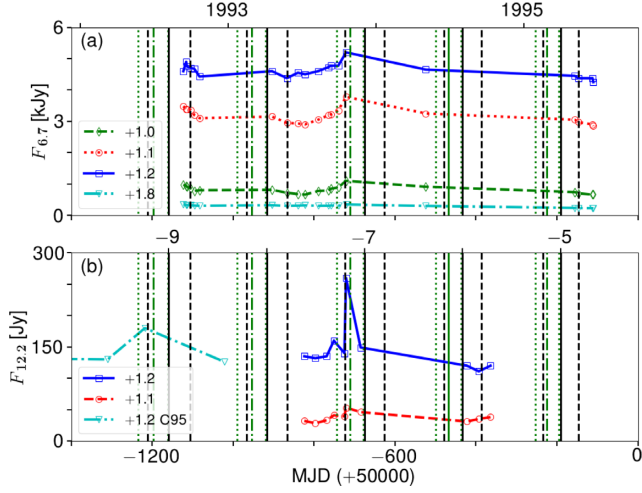 1993 1995
(a)
6
3
0
F6.7 [kJy]
+1.0
+1.1
+1.2
+1.8
−9 −7 −5
(b)
300
150
0
F12.2 [Jy]
+1.2
+1.1
+1.2 C95
−1200 −600 0
MJD (+50000)